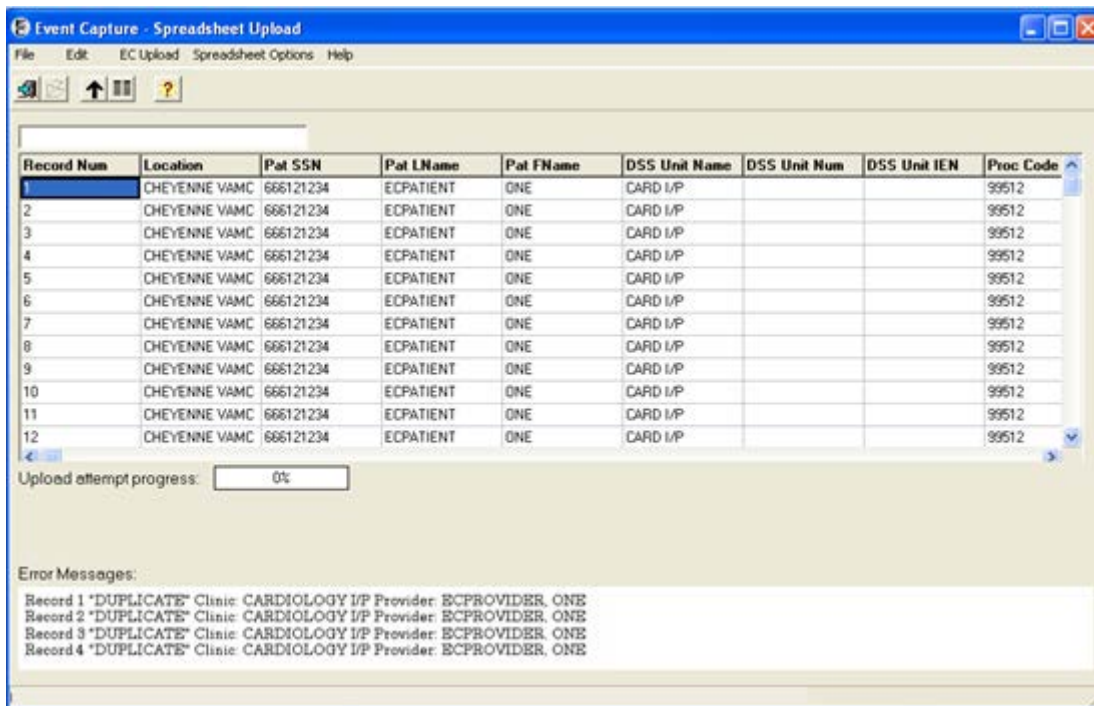 Event Capture - Spreadsheet Upload
File Edit EC Upload Spreadsheet Options Help
Record Num Location Pat SSN Pat LName Pat FName DSS Unit Name DSS Unit Num DSS Unit IEN Proc Code
1 CHEYENNE VAMC 666121234 ECPATIENT ONE CARD I/P 99512
2 CHEYENNE VAMC 666121234 ECPATIENT ONE CARD I/P 99512
3 CHEYENNE VAMC 666121234 ECPATIENT ONE CARD I/P 99512
4 CHEYENNE VAMC 666121234 ECPATIENT ONE CARD I/P 99512
5 CHEYENNE VAMC 666121234 ECPATIENT ONE CARD I/P 99512
6 CHEYENNE VAMC 666121234 ECPATIENT ONE CARD I/P 99512
7 CHEYENNE VAMC 666121234 ECPATIENT ONE CARD I/P 99512
8 CHEYENNE VAMC 666121234 ECPATIENT ONE CARD I/P 99512
9 CHEYENNE VAMC 666121234 ECPATIENT ONE CARD I/P 99512
10 CHEYENNE VAMC 666121234 ECPATIENT ONE CARD I/P 99512
11 CHEYENNE VAMC 666121234 ECPATIENT ONE CARD I/P 99512
12 CHEYENNE VAMC 666121234 ECPATIENT ONE CARD I/P 99512
Upload attempt progress: 0%
Error Messages:
Record 1 "DUPLICATE" Clinic: CARDIOLOGY I/P Provider: ECPROVIDER, ONE
Record 2 "DUPLICATE" Clinic: CARDIOLOGY I/P Provider: ECPROVIDER, ONE
Record 3 "DUPLICATE" Clinic: CARDIOLOGY I/P Provider: ECPROVIDER, ONE
Record 4 "DUPLICATE" Clinic: CARDIOLOGY I/P Provider: ECPROVIDER, ONE